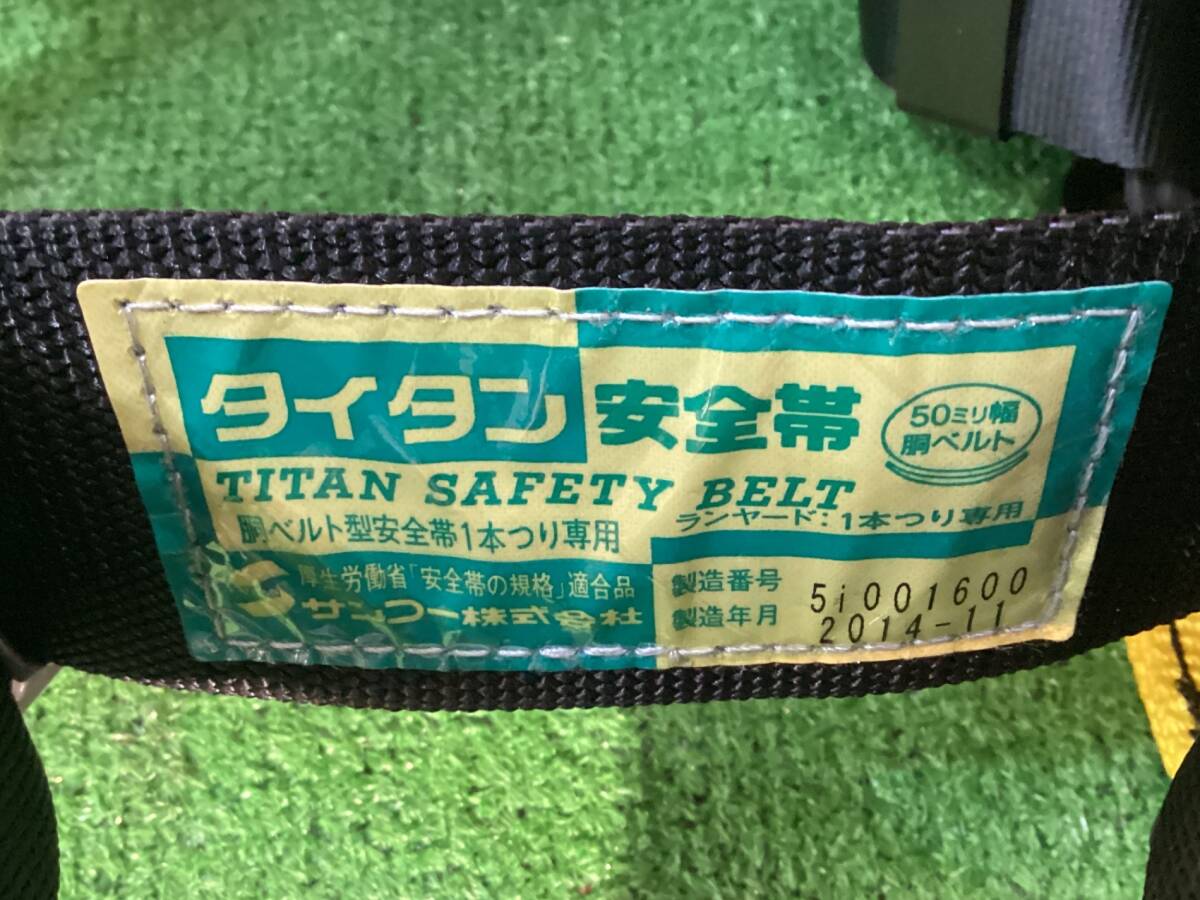 タイタン 安全帯
50ミリ幅
胴ベルト
TITAN SAFETY BELT
胴ベルト型安全帯1本つり専用
ランヤード:1本つり専用
厚生労働省「安全帯の規格」適合品
サンコー株式会社
製造番号 5i001600
製造年月 2014-11